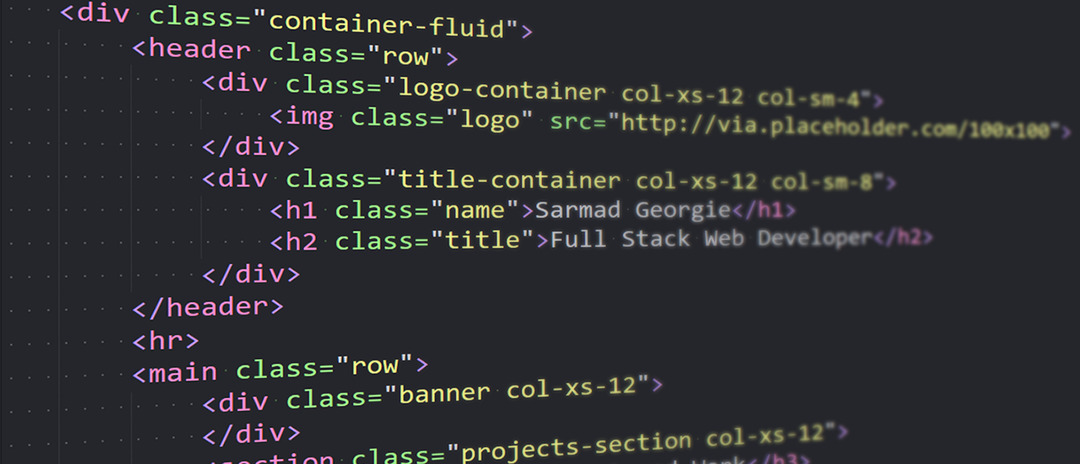 <div class="container-fluid">
<header class="row">
<div class="logo-container col-xs-12 col-sm-4">
<img class="logo" src="http://via.placeholder.com/100x100">
</div>
<div class="title-container col-xs-12 col-sm-8">
<h1 class="name">Sarmad Georgie</h1>
<h2 class="title">Full Stack Web Developer</h2>
</div>
</header>
<hr>
<main class="row">
<div class="banner col-xs-12">
</div>
<section class="projects-section col-xs-12">
</h3>